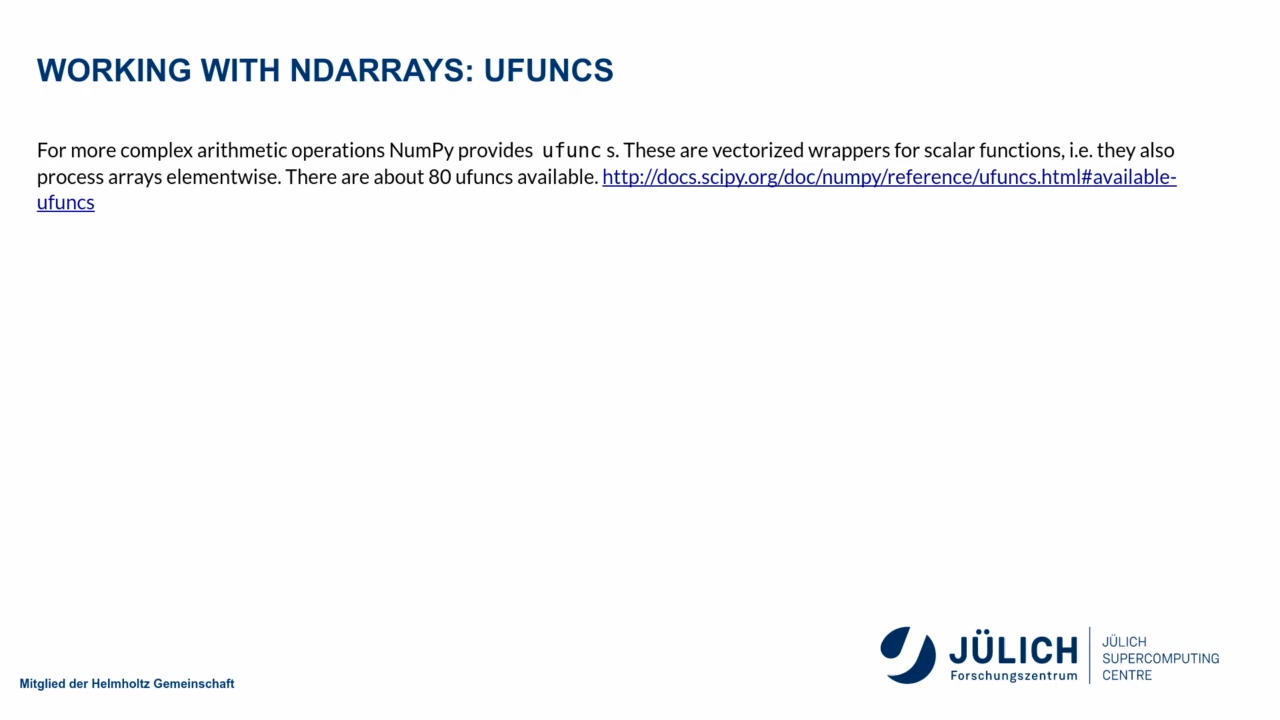 WORKING WITH NDARRAYS: UFUNCS
For more complex arithmetic operations NumPy provides ufunc s. These are vectorized wrappers for scalar functions, i.e. they also
process arrays elementwise. There are about 80 ufuncs available. http://docs.scipy.org/doc/numpy/reference/ufuncs.html#available-
ufuncs
JÜLICH
Forschungszentrum
JÜLICH
SUPERCOMPUTING
CENTRE
Mitglied der Helmholtz Gemeinschaft